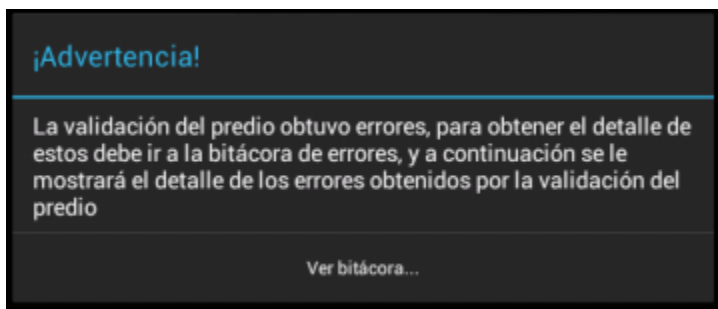 ¡Advertencia!
La validación del predio obtuvo errores, para obtener el detalle de
estos debe ir a la bitácora de errores, y a continuación se le
mostrará el detalle de los errores obtenidos por la validación del
predio
Ver bitácora...